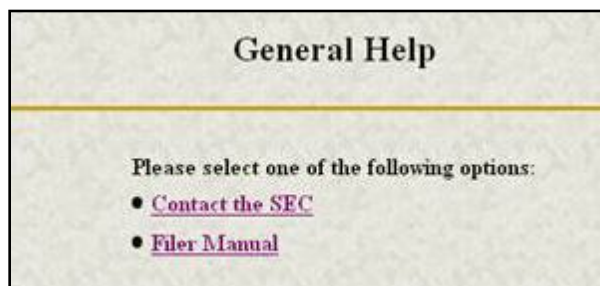 General Help
Please select one of the following options:
Contact the SEC
Filer Manual